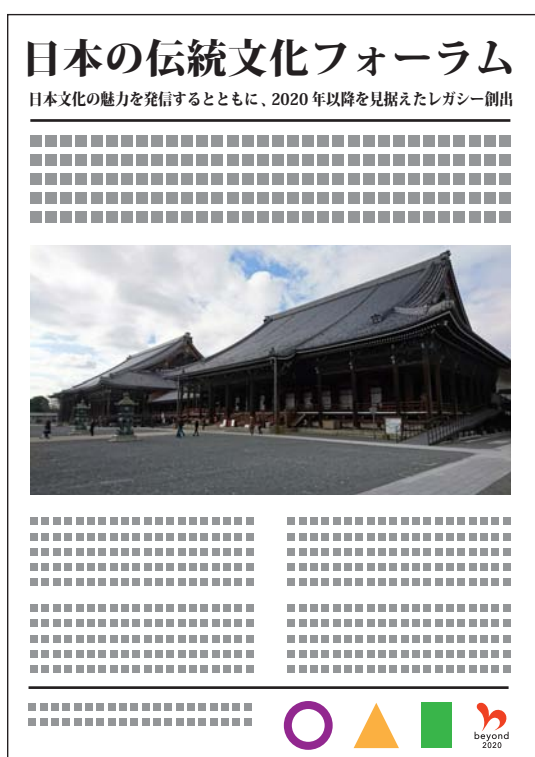 日本の伝統文化フォーラム
日本文化の魅力を発信するとともに、2020年以降を見据えたレガシー創出
beyond
2020